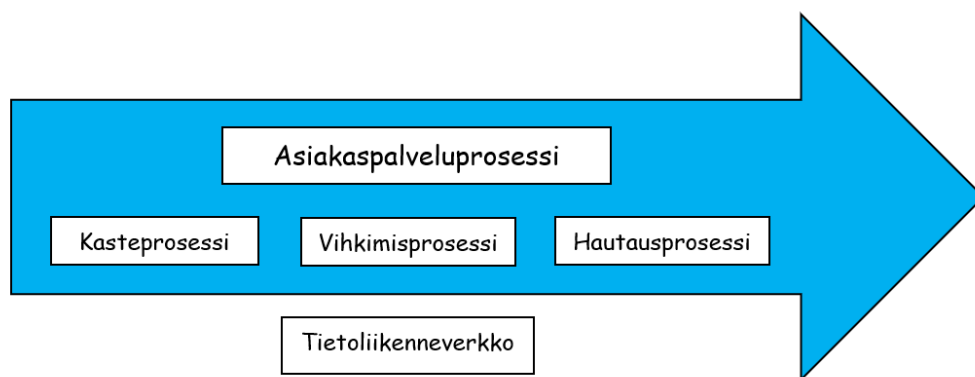 Asiakaspalveluprosessi
Kasteprosessi
Vihkimisprosessi
Hautausprosessi
Tietoliikenneverkko